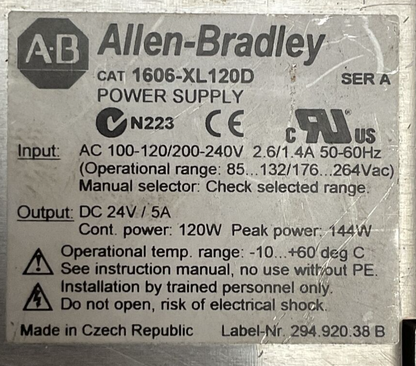 A-B Allen-Bradley
CAT 1606-XL120D SER A
POWER SUPPLY
N223 CE c UR US
Input: AC 100-120/200-240V 2.6/1.4A 50-60Hz
(Operational range: 85...132/176...264Vac)
Manual selector: Check selected range.
Output: DC 24V / 5A
Cont. power: 120W Peak power: 144W
Operational temp. range: -10...+60 deg C
See instruction manual, no use without PE.
Installation by trained personnel only.
Do not open, risk of electrical shock.
Made in Czech Republic Label-Nr. 294.920.38 B